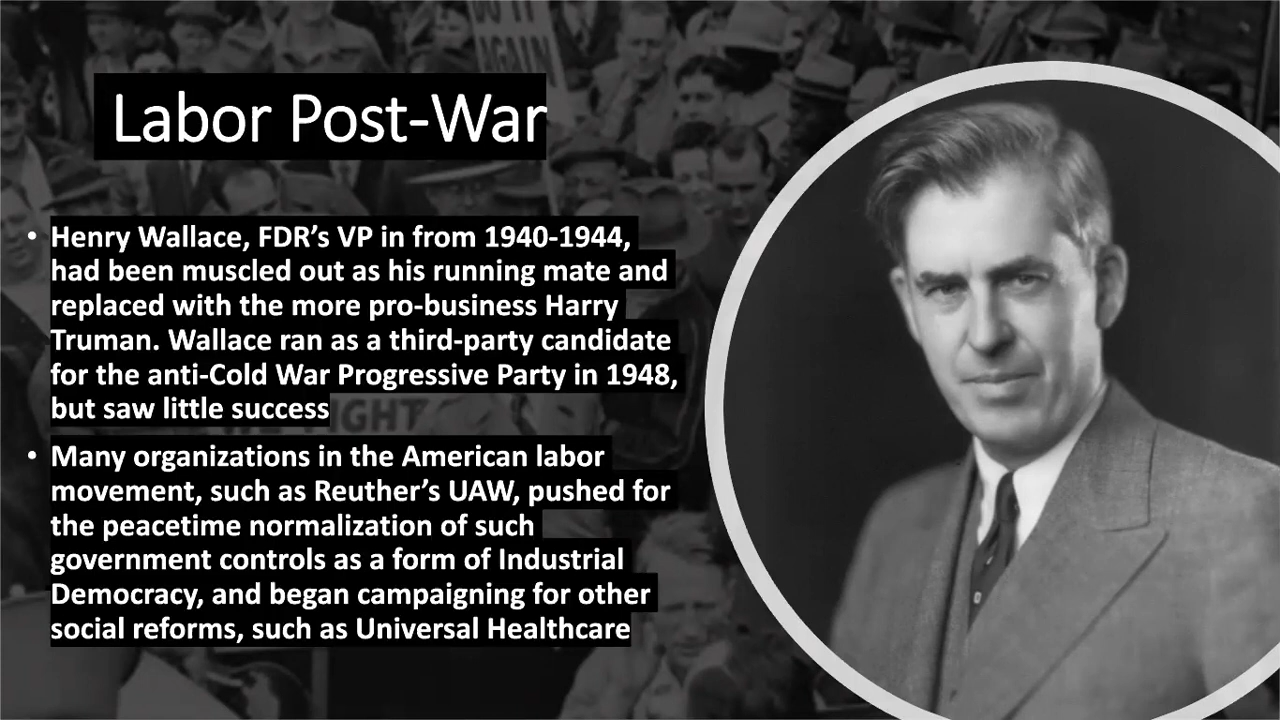 DO IT
AGAIN
Labor Post-War
• Henry Wallace, FDR’s VP in from 1940-1944,
had been muscled out as his running mate and
replaced with the more pro-business Harry
Truman. Wallace ran as a third-party candidate
for the anti-Cold War Progressive Party in 1948,
but saw little success
FIGHT
• Many organizations in the American labor
movement, such as Reuther’s UAW, pushed for
the peacetime normalization of such
government controls as a form of Industrial
Democracy, and began campaigning for other
social reforms, such as Universal Healthcare